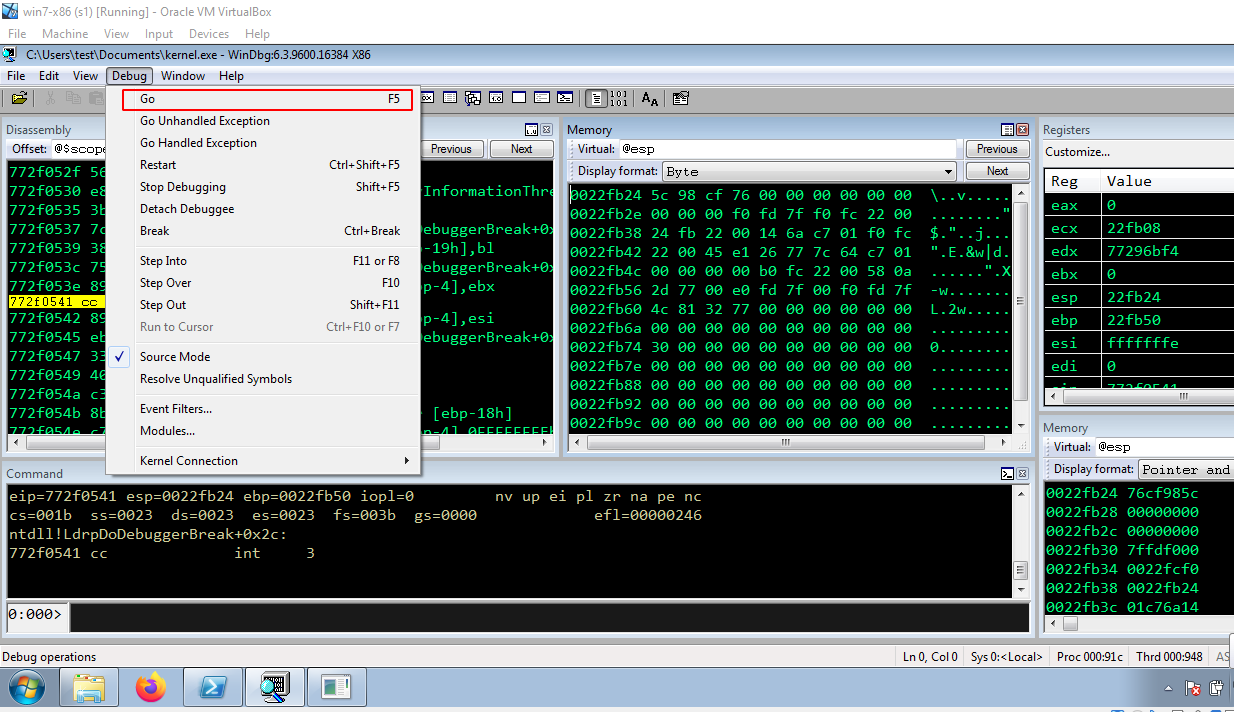 win7-x86 (s1) [Running] - Oracle VM VirtualBox
File Machine View Input Devices Help
C:\Users\test\Documents\kernel.exe - WinDbg:6.3.9600.16384 X86
File Edit View Debug Window Help
Go F5
Go Unhandled Exception
Go Handled Exception
Restart Ctrl+Shift+F5
Stop Debugging Shift+F5
Detach Debuggee
Break Ctrl+Break
Step Into F11 or F8
Step Over F10
Step Out Shift+F11
Run to Cursor Ctrl+F10 or F7
Source Mode
Resolve Unqualified Symbols
Event Filters...
Modules...
Kernel Connection
Disassembly
Offset: @$scope Previous Next
772f052f 56
772f0530 e8 InformationThre
772f0535 3b
772f0537 7c ebuggerBreak+0x
772f0539 38 p-19h],bl
772f053c 75 ebuggerBreak+0x
772f053e 89 p-4],ebx
772f0541 cc
772f0542 89 p-4],esi
772f0545 eb ebuggerBreak+0x
772f0547 33
772f0549 40
772f054a c3
772f054b 8b [ebp-18h]
772f054e c7
Memory
Virtual: @esp Previous
Display format: Byte Next
0022fb24 5c 98 cf 76 00 00 00 00 00 00 \..v......
0022fb2e 00 00 00 f0 fd 7f f0 fc 22 00 ........"
0022fb38 24 fb 22 00 14 6a c7 01 f0 fc $."..j...
0022fb42 22 00 45 e1 26 77 7c 64 c7 01 ".E.&w|d.
0022fb4c 00 00 00 00 b0 fc 22 00 58 0a ......".X
0022fb56 2d 77 00 e0 fd 7f 00 f0 fd 7f -w........
0022fb60 4c 81 32 77 00 00 00 00 00 00 L.2w......
0022fb6a 00 00 00 00 00 00 00 00 00 00 ..........
0022fb74 30 00 00 00 00 00 00 00 00 00 0.........
0022fb7e 00 00 00 00 00 00 00 00 00 00 ..........
0022fb88 00 00 00 00 00 00 00 00 00 00 ..........
0022fb92 00 00 00 00 00 00 00 00 00 00 ..........
0022fb9c 00 00 00 00 00 00 00 00 00 00 ..........
Registers
Customize...
Reg Value
eax 0
ecx 22fb08
edx 77296bf4
ebx 0
esp 22fb24
ebp 22fb50
esi fffffffe
edi 0
eip 772f0541
Command
eip=772f0541 esp=0022fb24 ebp=0022fb50 iopl=0 nv up ei pl zr na pe nc
cs=001b ss=0023 ds=0023 es=0023 fs=003b gs=0000 efl=00000246
ntdll!LdrpDoDebuggerBreak+0x2c:
772f0541 cc int 3
0:000>
Memory
Virtual: @esp
Display format: Pointer and
0022fb24 76cf985c
0022fb28 00000000
0022fb2c 00000000
0022fb30 7ffdf000
0022fb34 0022fcf0
0022fb38 0022fb24
0022fb3c 01c76a14
Debug operations Ln 0, Col 0 Sys 0:<Local> Proc 000:91c Thrd 000:948 AS